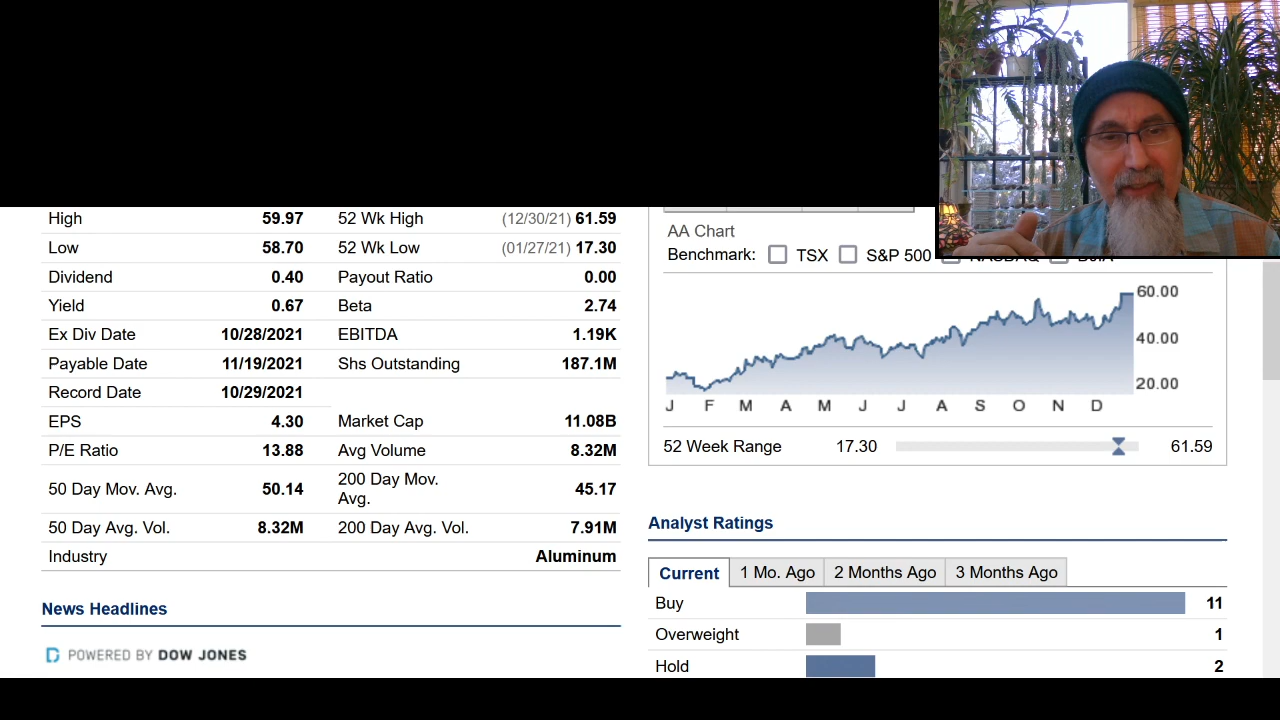 High 59.97 52 Wk High (12/30/21) 61.59
Low 58.70 52 Wk Low (01/27/21) 17.30
Dividend 0.40 Payout Ratio 0.00
Yield 0.67 Beta 2.74
Ex Div Date 10/28/2021 EBITDA 1.19K
Payable Date 11/19/2021 Shs Outstanding 187.1M
Record Date 10/29/2021
EPS 4.30 Market Cap 11.08B
P/E Ratio 13.88 Avg Volume 8.32M
50 Day Mov. Avg. 50.14 200 Day Mov. Avg. 45.17
50 Day Avg. Vol. 8.32M 200 Day Avg. Vol. 7.91M
Industry Aluminum
News Headlines
POWERED BY DOW JONES
AA Chart
Benchmark: TSX S&P 500 NASDAQ DJIA
60.00
40.00
20.00
J F M A M J J A S O N D
52 Week Range 17.30 61.59
Analyst Ratings
Current 1 Mo. Ago 2 Months Ago 3 Months Ago
Buy 11
Overweight 1
Hold 2